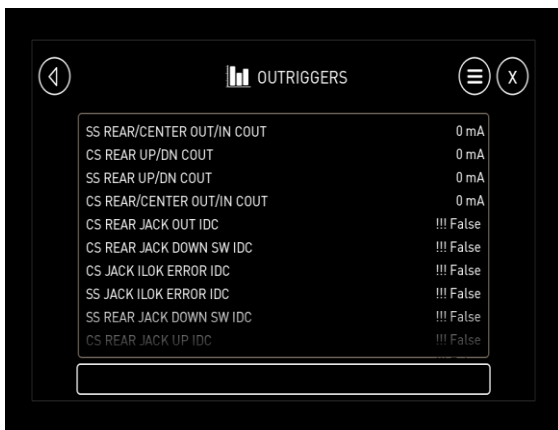 OUTRIGGERS
X
SS REAR/CENTER OUT/IN COUT 0 mA
CS REAR UP/DN COUT 0 mA
SS REAR UP/DN COUT 0 mA
CS REAR/CENTER OUT/IN COUT 0 mA
CS REAR JACK OUT IDC !!! False
CS REAR JACK DOWN SW IDC !!! False
CS JACK ILOK ERROR IDC !!! False
SS JACK ILOK ERROR IDC !!! False
SS REAR JACK DOWN SW IDC !!! False
CS REAR JACK UP IDC !!! False